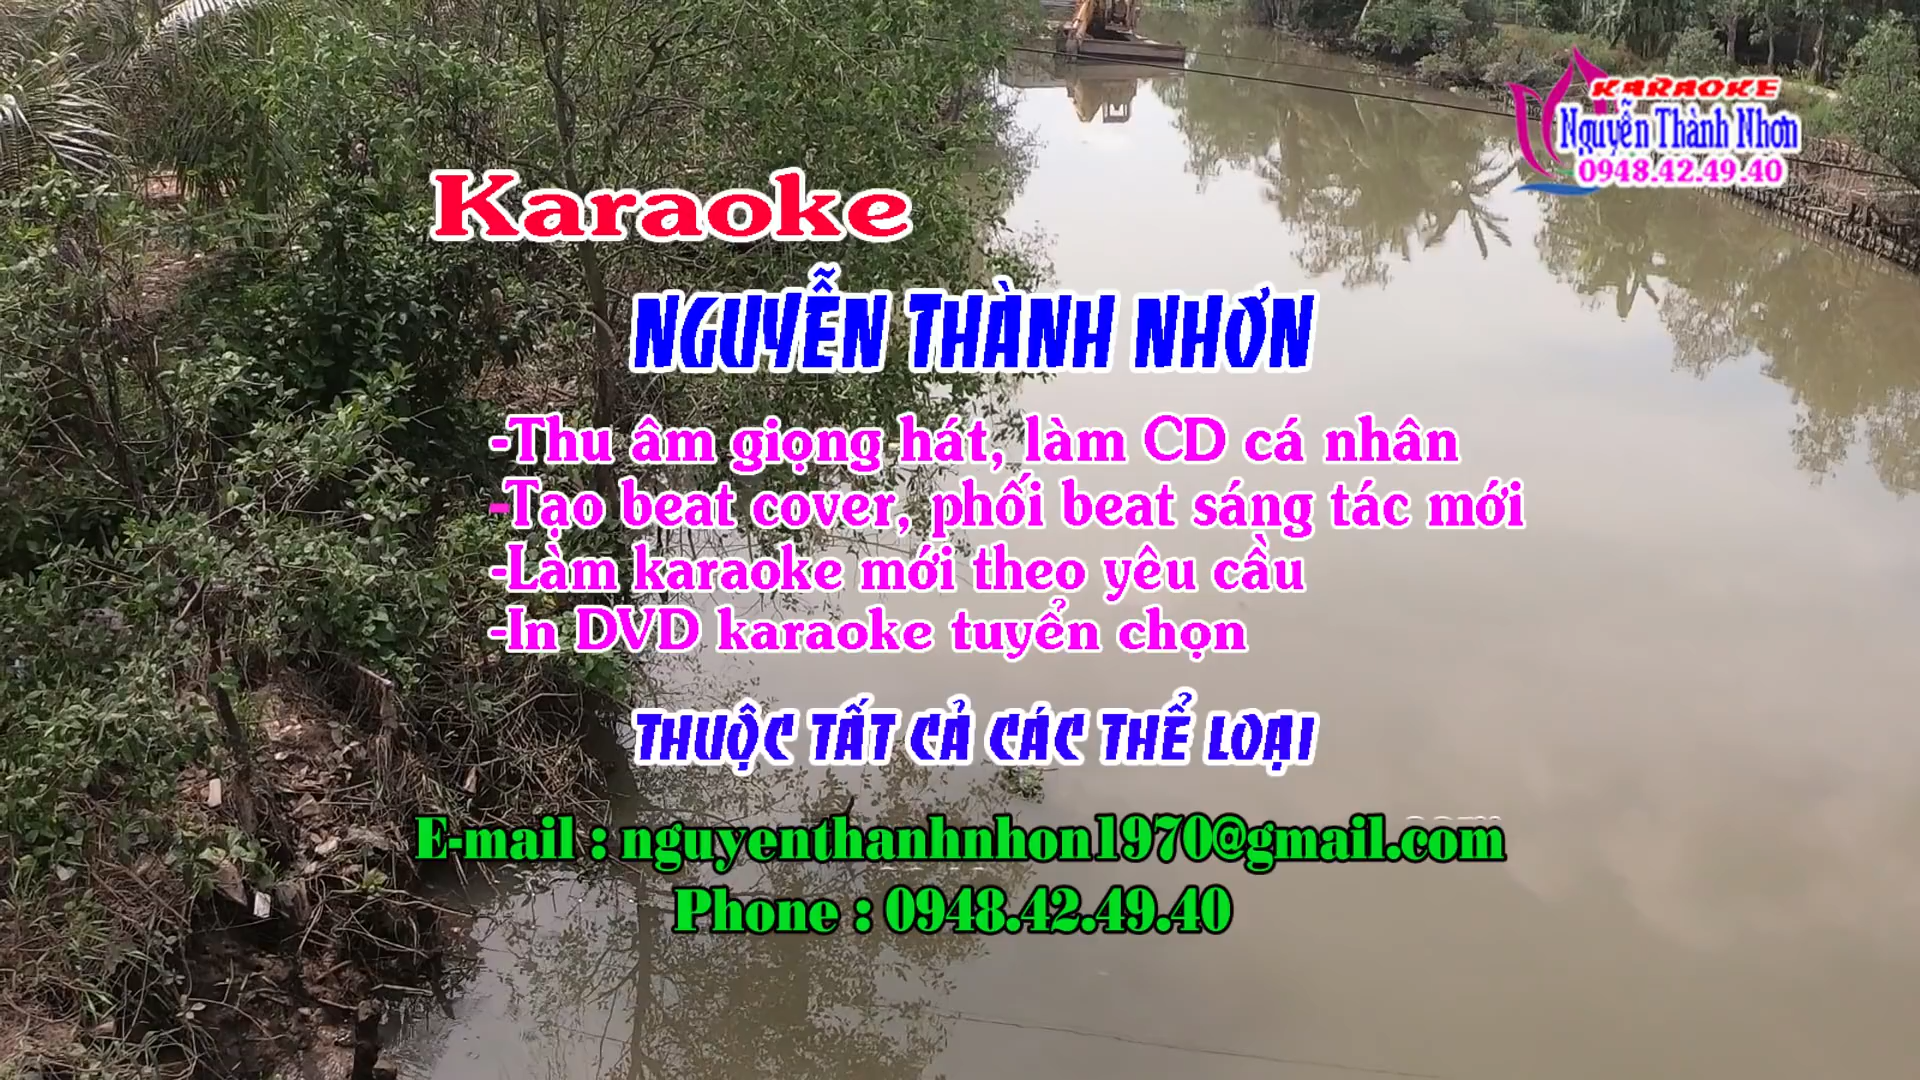 KARAOKE
Nguyễn Thành Nhơn
0948.42.49.40
Karaoke
NGUYỄN THÀNH NHƠN
-Thu âm giọng hát, làm CD cá nhân
-Tạo beat cover, phối beat sáng tác mới
-Làm karaoke mới theo yêu cầu
-In DVD karaoke tuyển chọn
THUỘC TẤT CẢ CÁC THỂ LOẠI
E-mail : nguyenthanhnhon1970@gmail.com
Phone : 0948.42.49.40